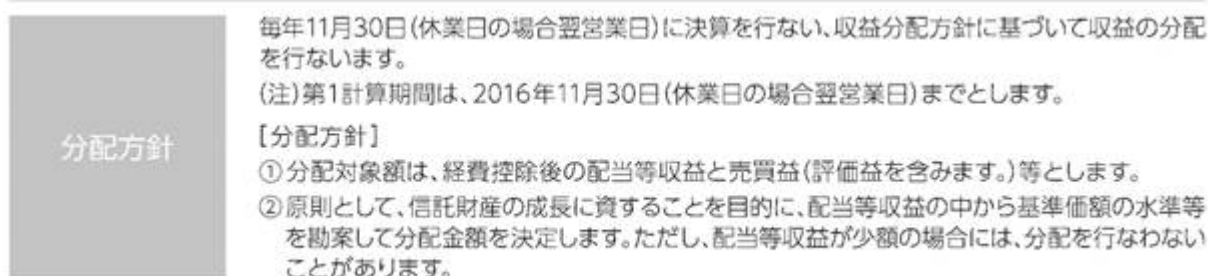 分配方針
毎年11月30日(休業日の場合翌営業日)に決算を行ない、収益分配方針に基づいて収益の分配
を行ないます。
(注)第1計算期間は、2016年11月30日(休業日の場合翌営業日)までとします。
[分配方針]
①分配対象額は、経費控除後の配当等収益と売買益(評価益を含みます。)等とします。
②原則として、信託財産の成長に資することを目的に、配当等収益の中から基準価額の水準等
を勘案して分配金額を決定します。ただし、配当等収益が少額の場合には、分配を行なわない
ことがあります。